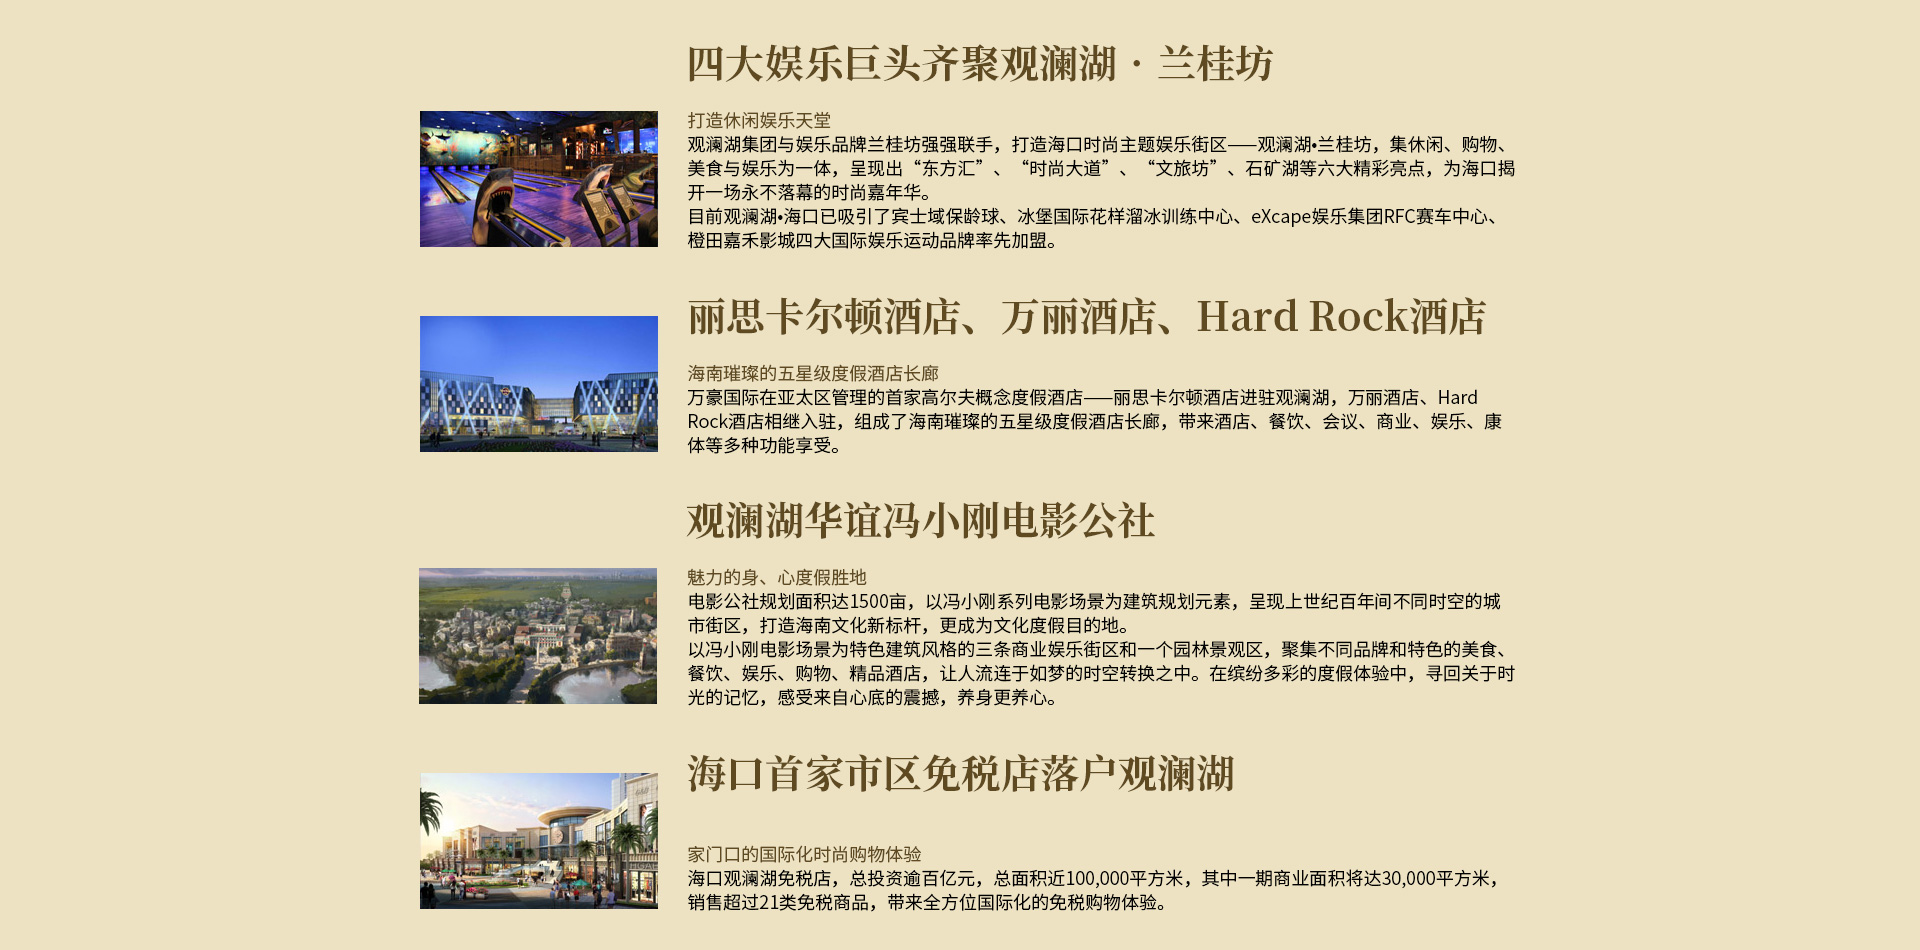 四大娱乐巨头齐聚观澜湖·兰桂坊
打造休闲娱乐天堂
观澜湖集团与娱乐品牌兰桂坊强强联手，打造海口时尚主题娱乐街区——观澜湖•兰桂坊，集休闲、购物、
美食与娱乐为一体，呈现出“东方汇”、“时尚大道”、“文旅坊”、石矿湖等六大精彩亮点，为海口揭
开一场永不落幕的时尚嘉年华。
目前观澜湖•海口已吸引了宾士域保龄球、冰堡国际花样溜冰训练中心、eXcape娱乐集团RFC赛车中心、
橙田嘉禾影城四大国际娱乐运动品牌率先加盟。
丽思卡尔顿酒店、万丽酒店、Hard Rock酒店
海南璀璨的五星级度假酒店长廊
万豪国际在亚太区管理的首家高尔夫概念度假酒店——丽思卡尔顿酒店进驻观澜湖，万丽酒店、Hard
Rock酒店相继入驻，组成了海南璀璨的五星级度假酒店长廊，带来酒店、餐饮、会议、商业、娱乐、康
体等多种功能享受。
观澜湖华谊冯小刚电影公社
魅力的身、心度假胜地
电影公社规划面积达1500亩，以冯小刚系列电影场景为建筑规划元素，呈现上世纪百年间不同时空的城
市街区，打造海南文化新标杆，更成为文化度假目的地。
以冯小刚电影场景为特色建筑风格的三条商业娱乐街区和一个园林景观区，聚集不同品牌和特色的美食、
餐饮、娱乐、购物、精品酒店，让人流连于如梦的时空转换之中。在缤纷多彩的度假体验中，寻回关于时
光的记忆，感受来自心底的震撼，养身更养心。
海口首家市区免税店落户观澜湖
家门口的国际化时尚购物体验
海口观澜湖免税店，总投资逾百亿元，总面积近100,000平方米，其中一期商业面积将达30,000平方米，
销售超过21类免税商品，带来全方位国际化的免税购物体验。